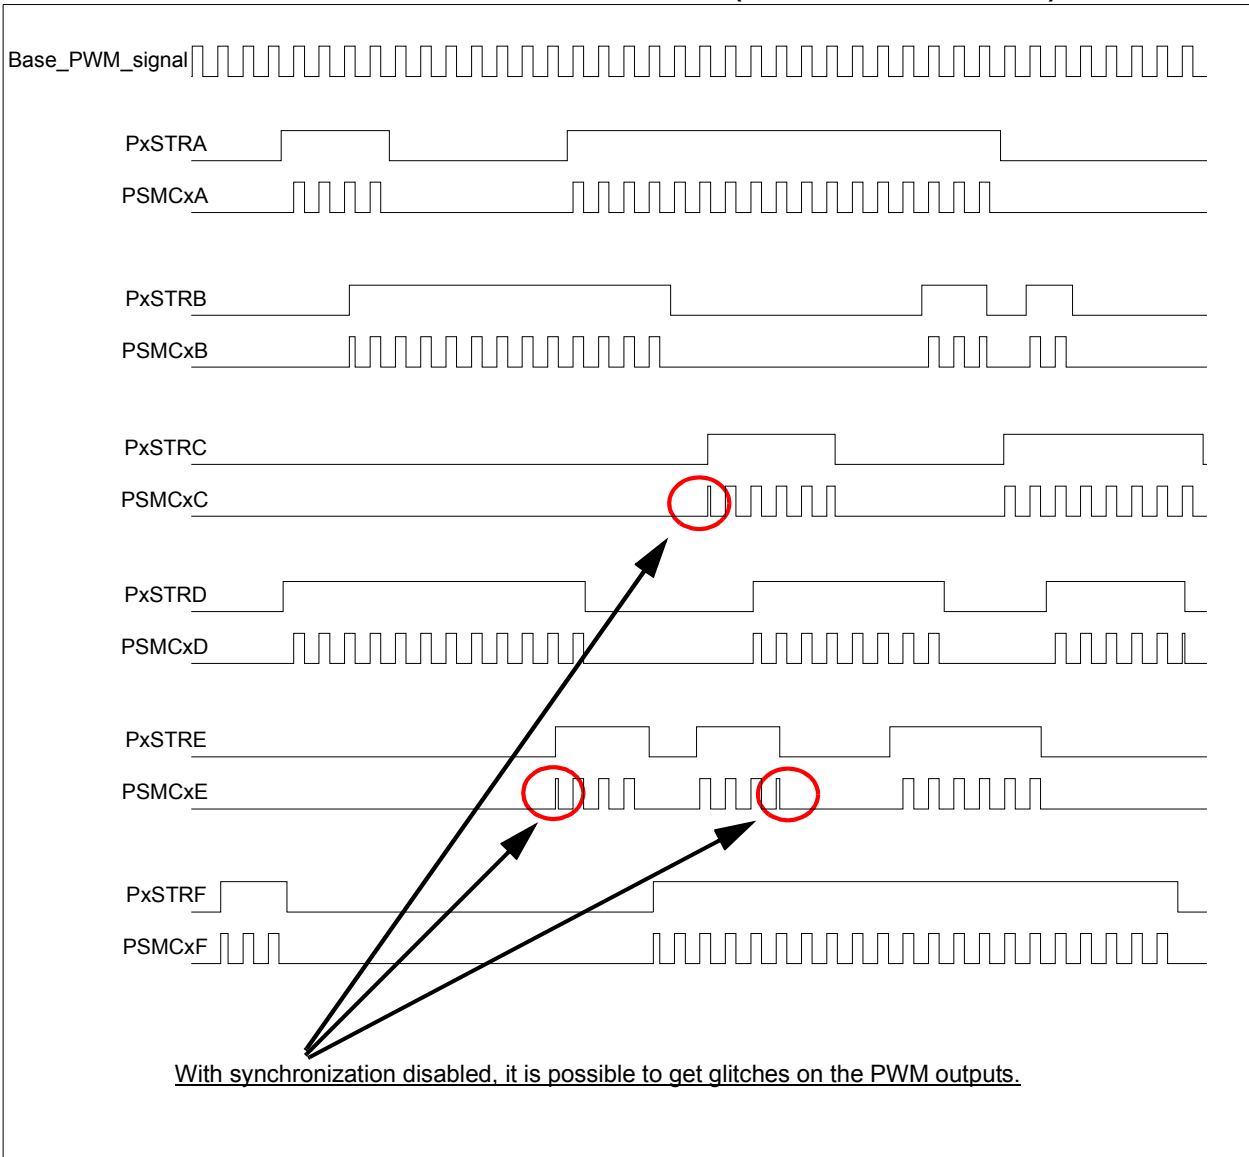 Base_PWM_signal
PxSTRA
PSMCxA
PxSTRB
PSMCxB
PxSTRC
PSMCxC
PxSTRD
PSMCxD
PxSTRE
PSMCxE
PxSTRF
PSMCxF
With synchronization disabled, it is possible to get glitches on the PWM outputs.